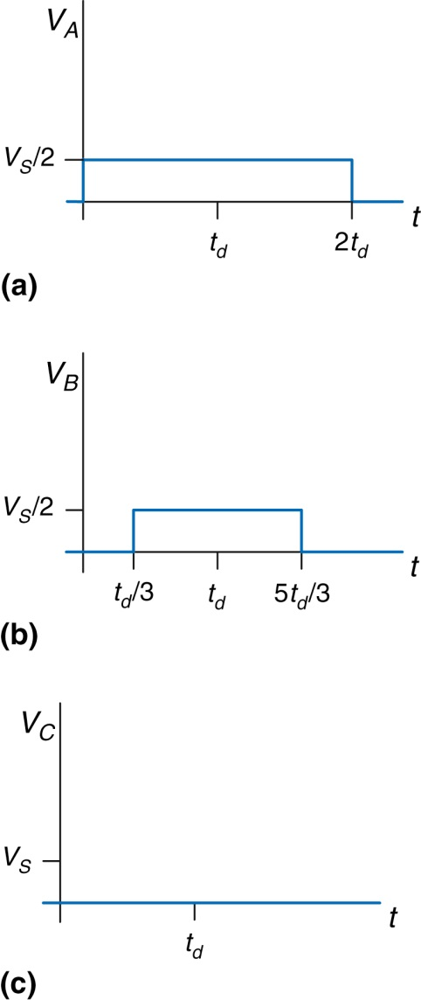 V_A
V_S/2
t
t_d 2t_d
(a)
V_B
V_S/2
t
t_d/3 t_d 5t_d/3
(b)
V_C
V_S
t
t_d
(c)